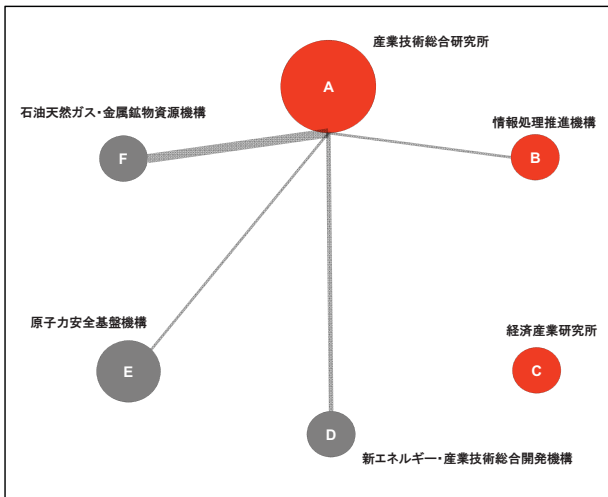 産業技術総合研究所
A
石油天然ガス・金属鉱物資源機構
F
情報処理推進機構
B
原子力安全基盤機構
E
経済産業研究所
C
D
新エネルギー・産業技術総合開発機構